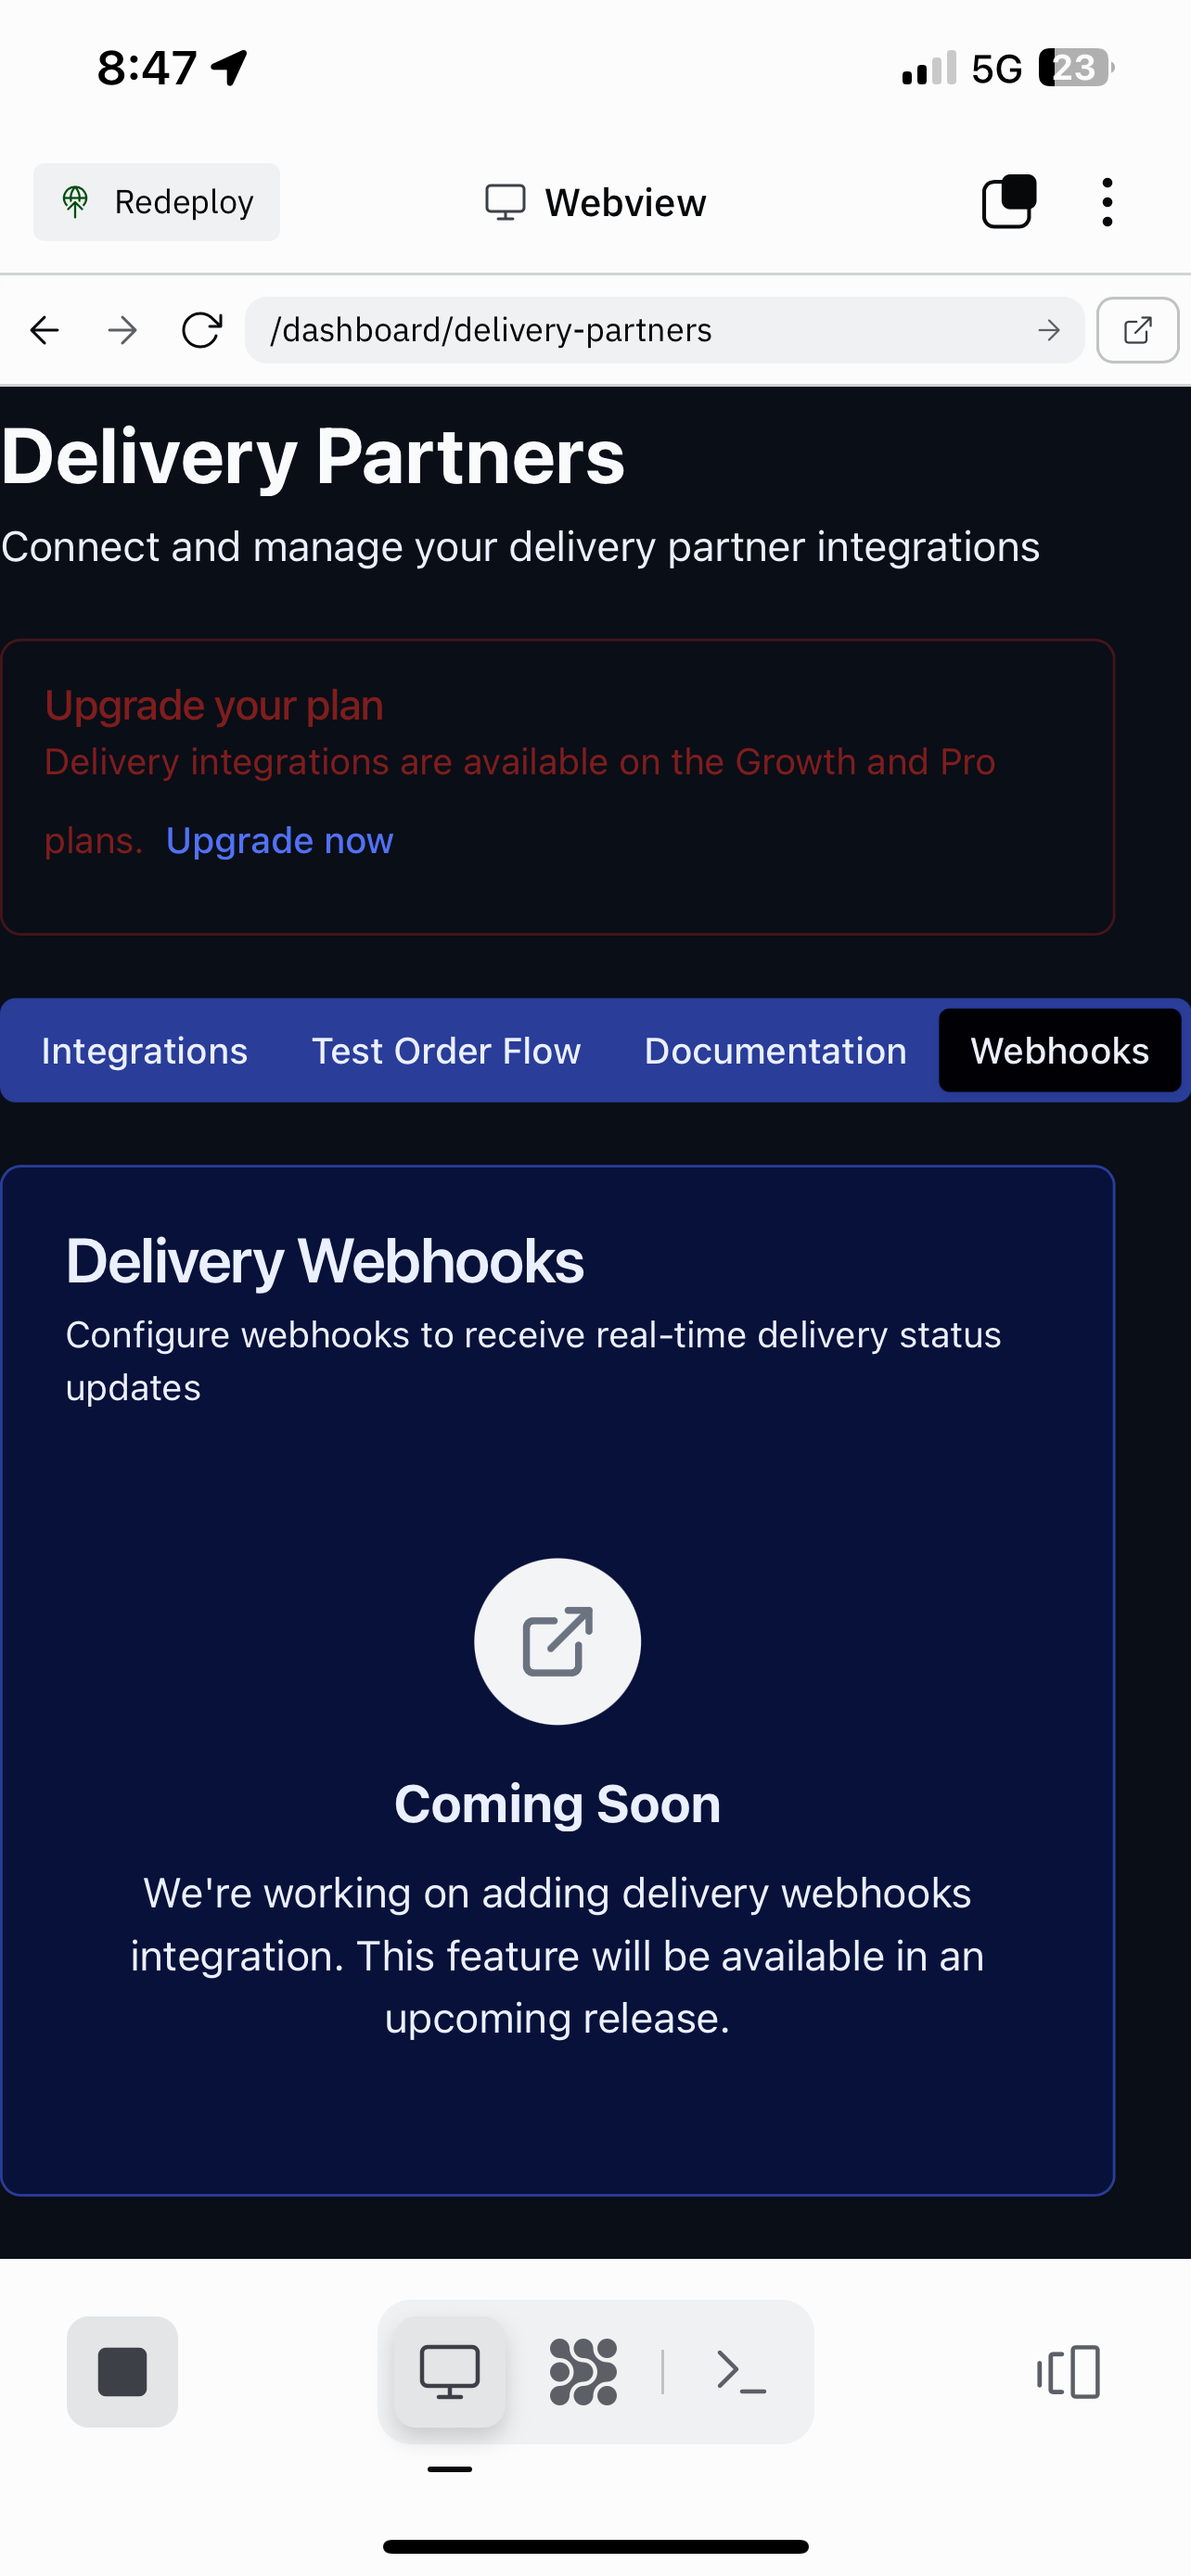 8:47
5G
23
Redeploy
Webview
/dashboard/delivery-partners
Delivery Partners
Connect and manage your delivery partner integrations
Upgrade your plan
Delivery integrations are available on the Growth and Pro
plans. Upgrade now
Integrations
Test Order Flow
Documentation
Webhooks
Delivery Webhooks
Configure webhooks to receive real-time delivery status
updates
Coming Soon
We're working on adding delivery webhooks
integration. This feature will be available in an
upcoming release.